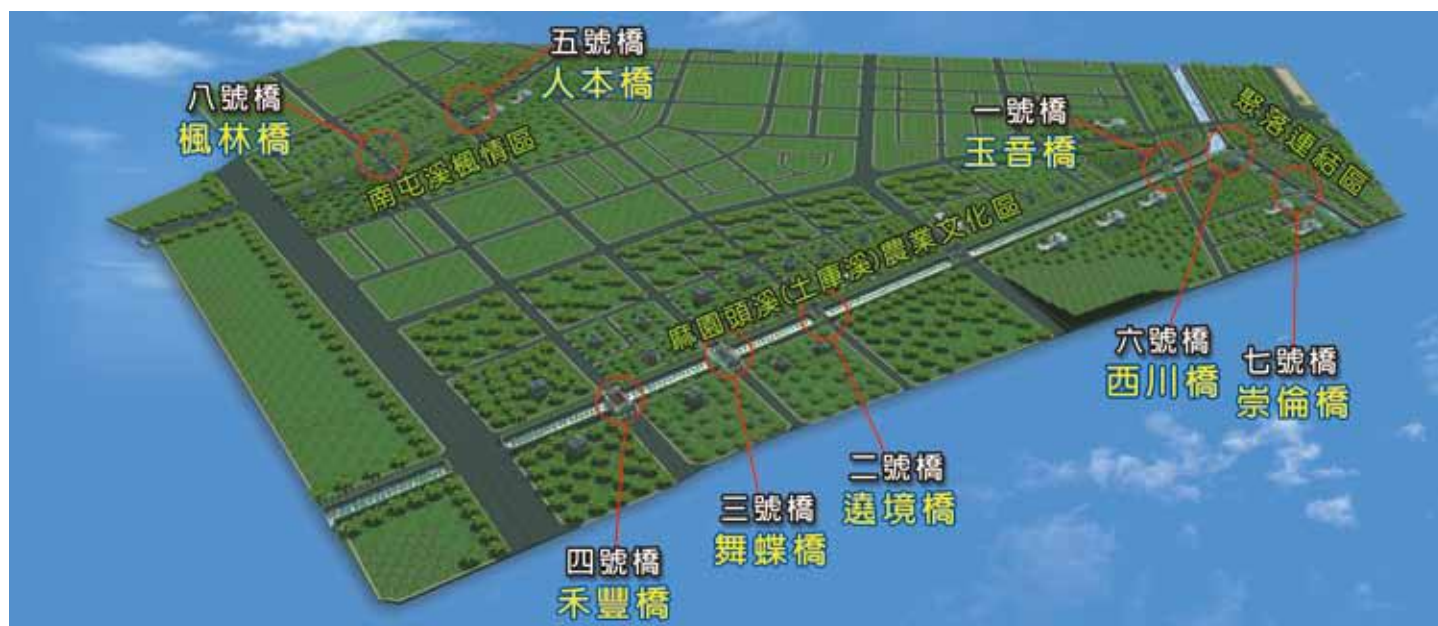 五號橋
人本橋
八號橋
楓林橋
南屯溪楓情區
一號橋
玉音橋
聚落連結區
麻園頭溪(土庫溪)農業文化區
六號橋
西川橋
七號橋
崇倫橋
二號橋
遶境橋
三號橋
舞蝶橋
四號橋
禾豐橋